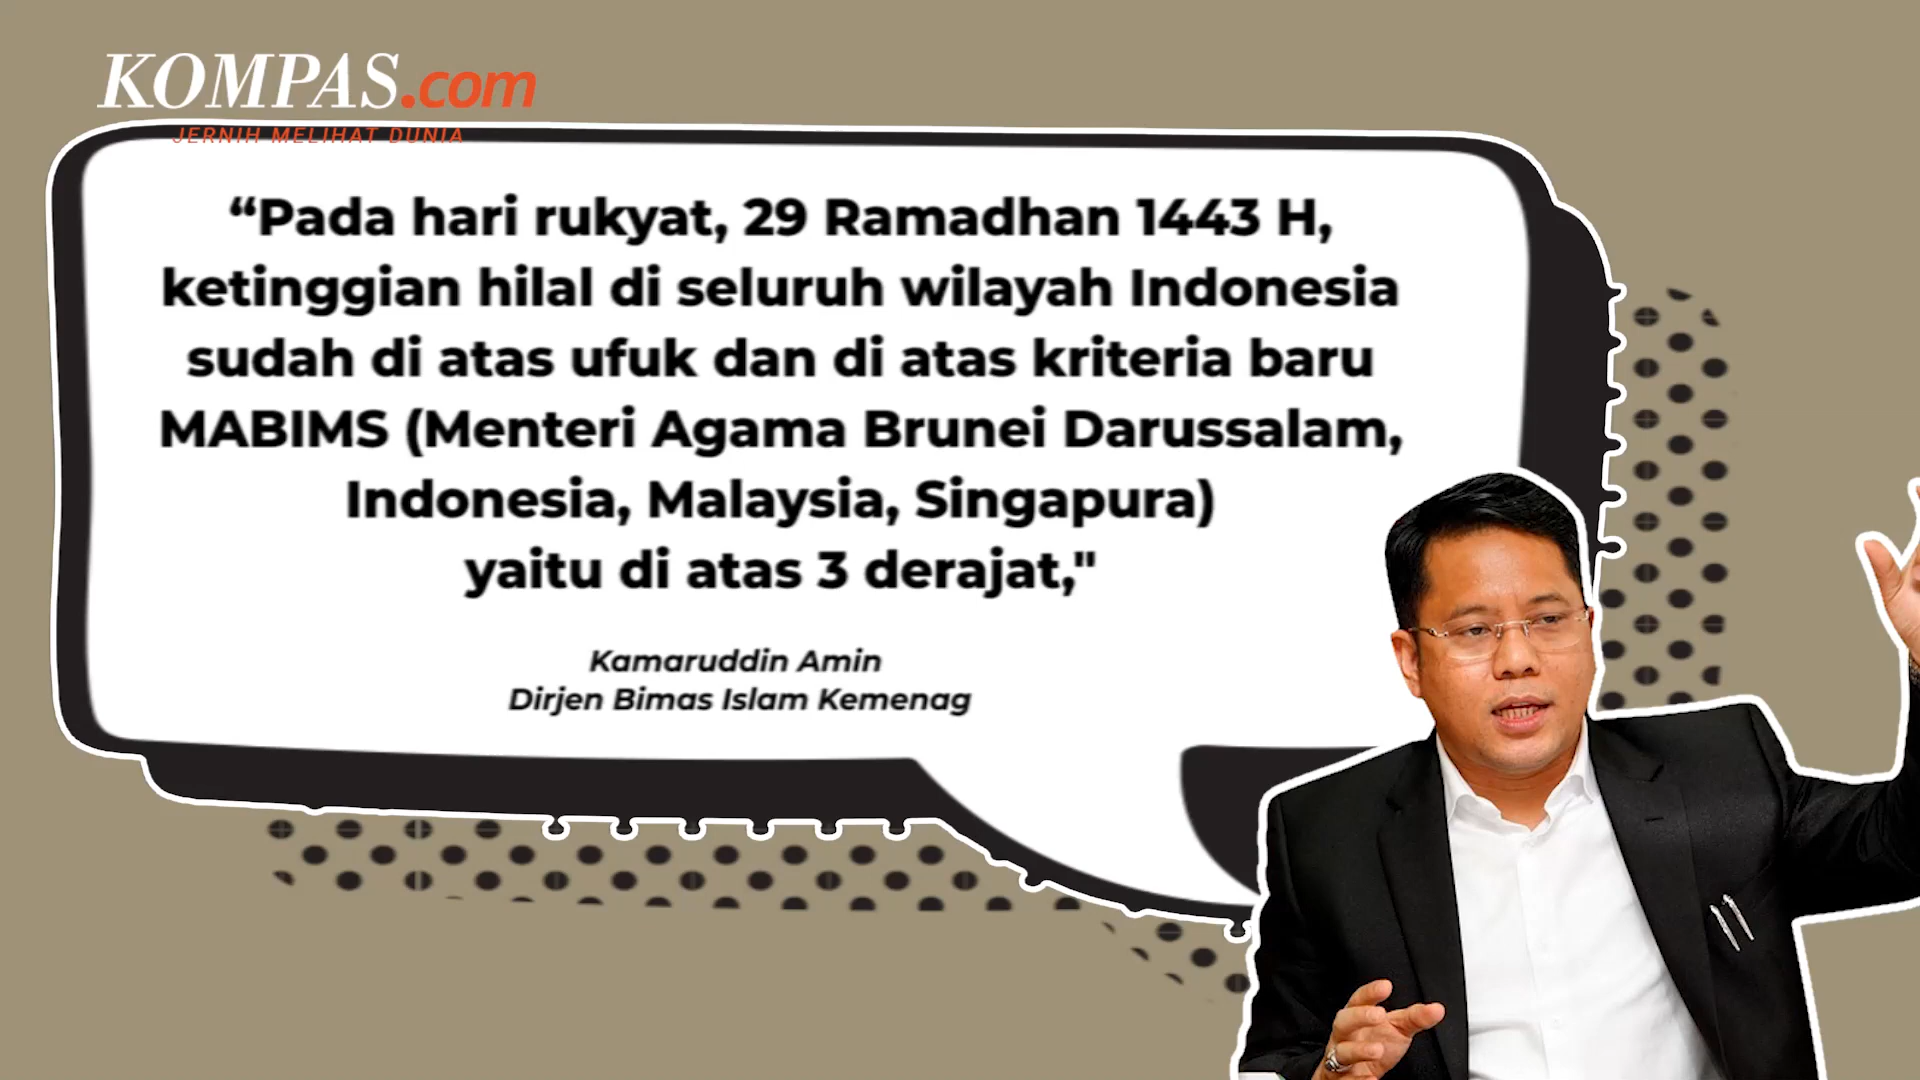 KOMPAS.com
JERNIH MELIHAT DUNIA
“Pada hari rukyat, 29 Ramadhan 1443 H,
ketinggian hilal di seluruh wilayah Indonesia
sudah di atas ufuk dan di atas kriteria baru
MABIMS (Menteri Agama Brunei Darussalam,
Indonesia, Malaysia, Singapura)
yaitu di atas 3 derajat,"
Kamaruddin Amin
Dirjen Bimas Islam Kemenag